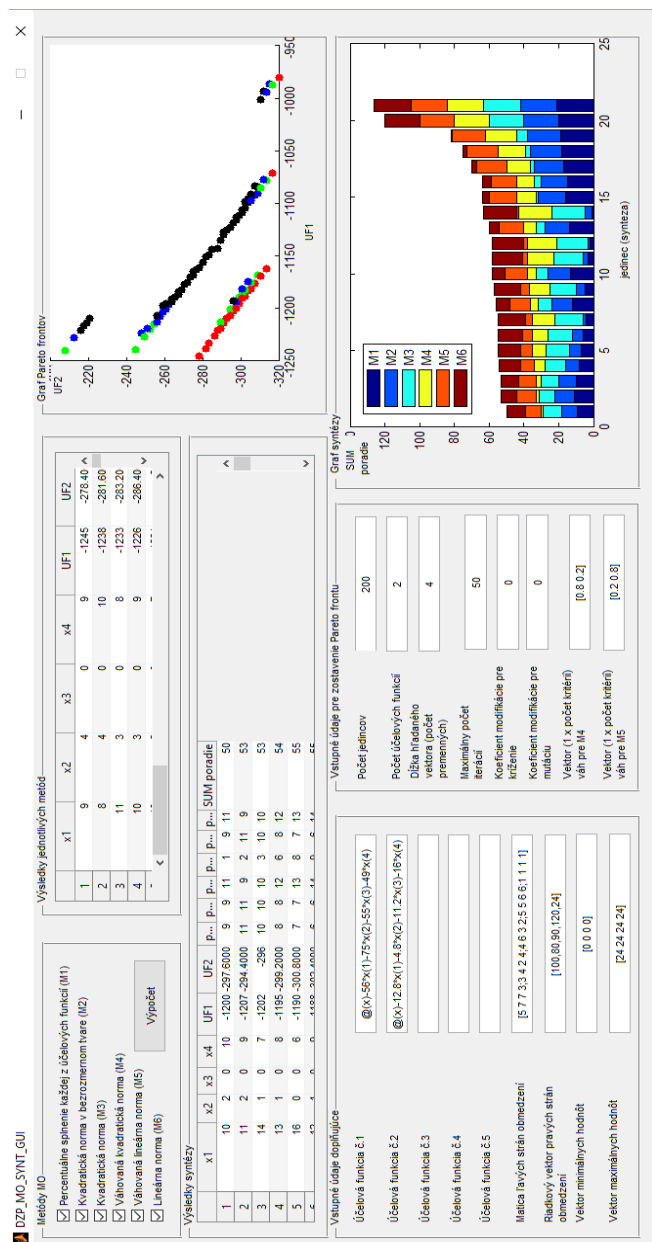 DZP_MO_SYNT_GUI
Metódy MO
Percentuálne splnenie každej z účelových funkcií (M1)
Kvadratická norma v bezrozmernom tvare (M2)
Kvadratická norma (M3)
Váhovaná kvadratická norma (M4)
Váhovaná lineárna norma (M5)
Lineárna norma (M6)
Výpočet
Výsledky jednotlivých metód
x1 x2 x3 x4 UF1 UF2
1 9 4 0 9 -1245 -278.40
2 8 4 0 10 -1238 -281.60
3 11 3 0 8 -1233 -283.20
4 10 3 0 9 -1226 -286.40
Graf Pareto frontov
UF2
-220
-240
-260
-280
-300
-320
-1250 -1200 -1150 -1100 -1050 -1000 -950
UF1
Výsledky syntézy
x1 x2 x3 x4 UF1 UF2 p... p... p... p... p... p... SUM poradie
1 10 2 0 10 -1200 -297.6000 9 9 11 1 9 11 50
2 11 2 0 9 -1207 -294.4000 11 11 9 2 11 9 53
3 14 1 0 7 -1202 -296 10 10 10 3 10 10 53
4 13 1 0 8 -1195 -299.2000 8 8 12 6 8 12 54
5 16 0 0 6 -1190 -300.8000 7 7 13 8 7 13 55
Vstupné údaje doplňujúce
Účelová funkcia č.1
@(x)-56*x(1)-75*x(2)-55*x(3)-49*x(4)
Účelová funkcia č.2
@(x)-12.8*x(1)-4.8*x(2)-11.2*x(3)-16*x(4)
Účelová funkcia č.3
Účelová funkcia č.4
Účelová funkcia č.5
Matica ľavých strán obmedzení
[5 7 7 3;3 4 2 4;4 6 3 2;5 5 6 6;1 1 1 1]
Riadkový vektor pravých strán
obmedzení
[100,80,90,120,24]
Vektor minimálnych hodnôt
[0 0 0 0]
Vektor maximálnych hodnôt
[24 24 24 24]
Vstupné údaje pre zostavenie Pareto frontu
Počet jedincov
200
Počet účelových funkcií
2
Dĺžka hľadaného
vektora (počet
premenných)
4
Maximálny počet
iterácií
50
Koeficient modifikácie pre
kríženie
0
Koeficient modifikácie pre
mutáciu
0
Vektor (1 x počet kritérií)
váh pre M4
[0.8 0.2]
Vektor (1 x počet kritérií)
váh pre M5
[0.2 0.8]
Graf syntézy
SUM
poradie
M1
M2
M3
M4
M5
M6
120
100
80
60
40
20
0
0 5 10 15 20 25
jedinec (synteza)